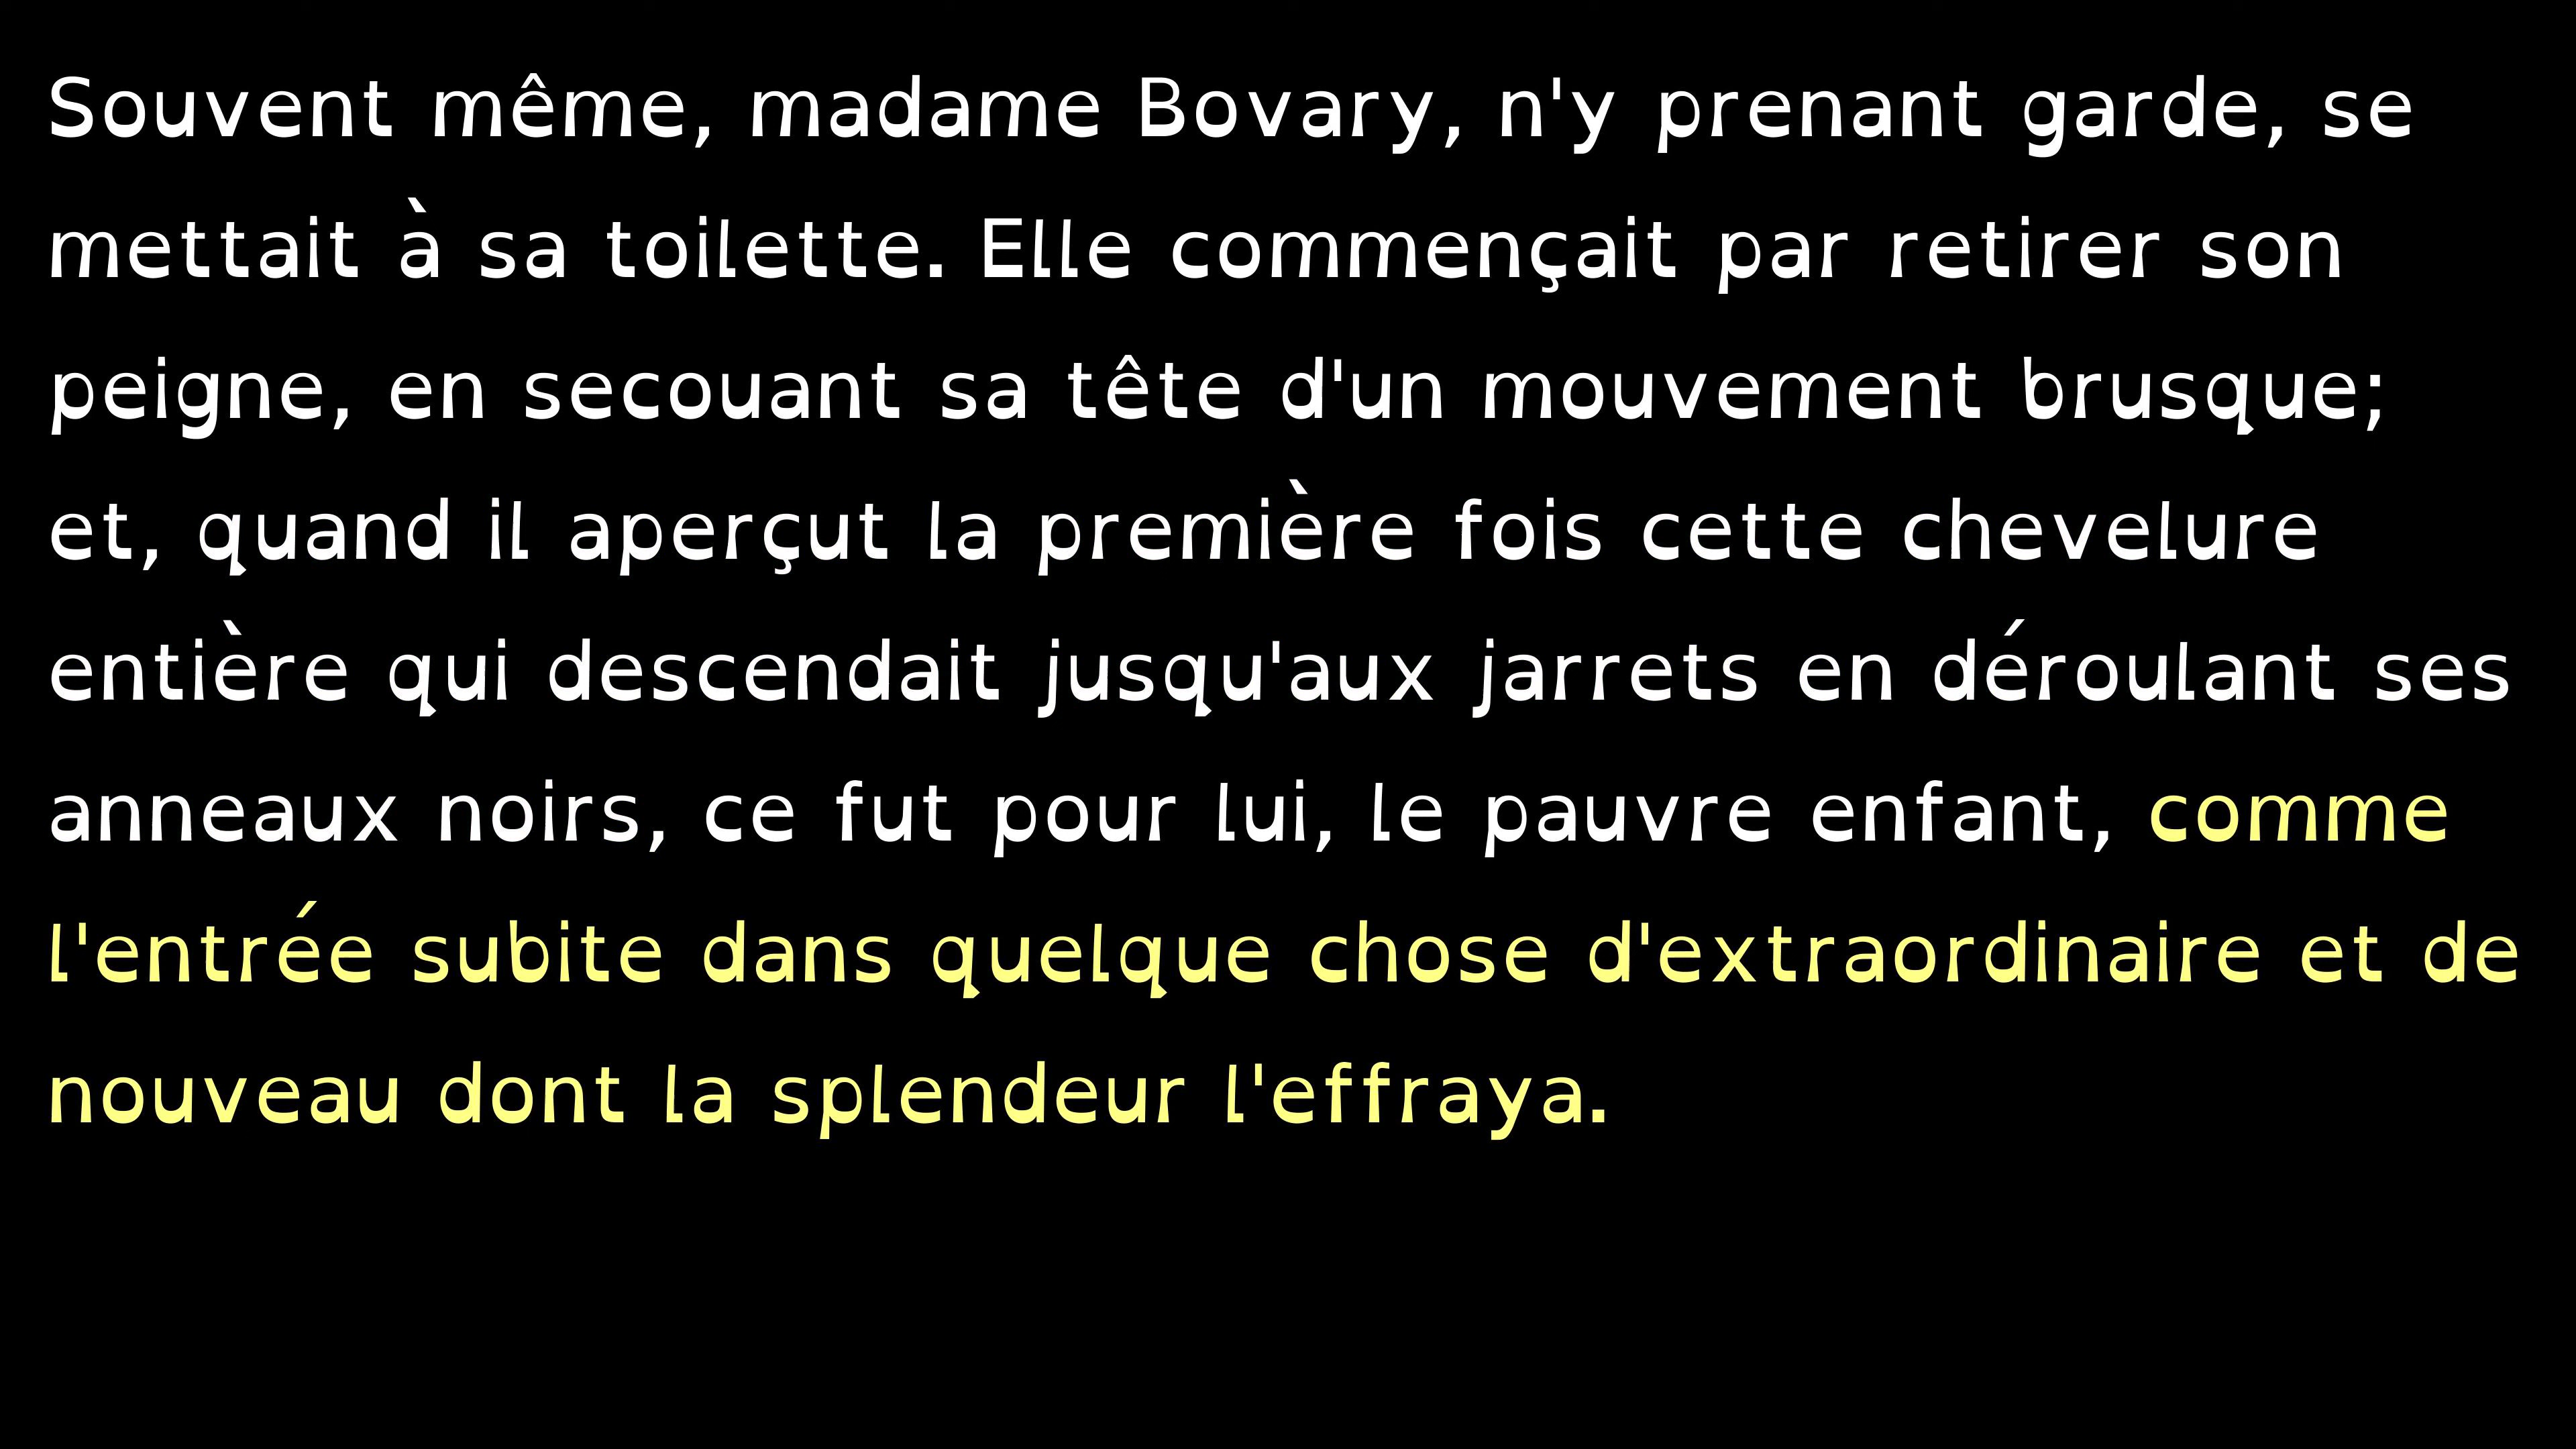 Souvent même, madame Bovary, n'y prenant garde, se
mettait à sa toilette. Elle commençait par retirer son
peigne, en secouant sa tête d'un mouvement brusque;
et, quand il aperçut la première fois cette chevelure
entière qui descendait jusqu'aux jarrets en déroulant ses
anneaux noirs, ce fut pour lui, le pauvre enfant, comme
l'entrée subite dans quelque chose d'extraordinaire et de
nouveau dont la splendeur l'effraya.